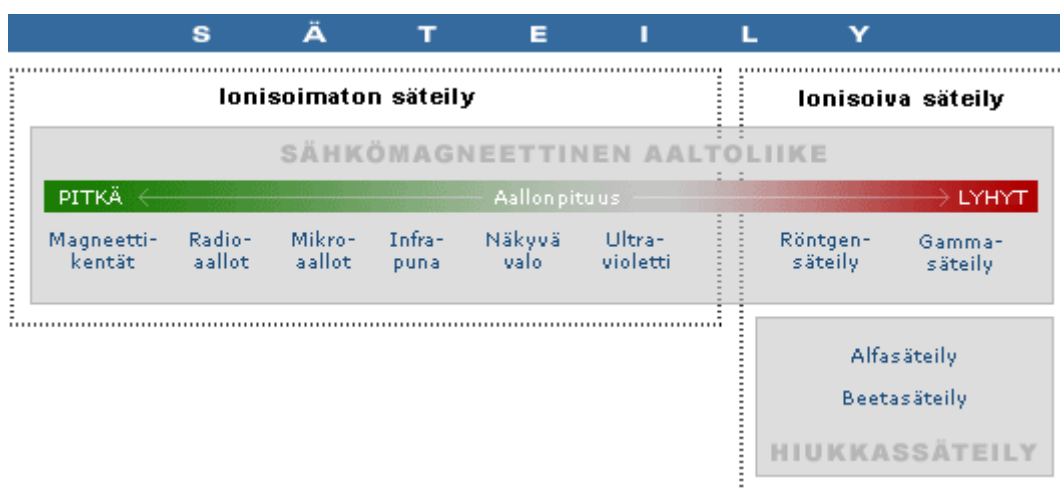 SÄTEILY
Ionisoimaton säteily
Ionisoiva säteily
SÄHKÖMAGNEETTINEN AALTOLIIKE
PITKÄ Aallonpituus LYHYT
Magneetti- Radio- Mikro- Infra- Näkyvä Ultra- Röntgen- Gamma-
kentät aallot aallot puna valo violetti säteily säteily
Alfasäteily
Beetasäteily
HIUKKASSÄTEILY